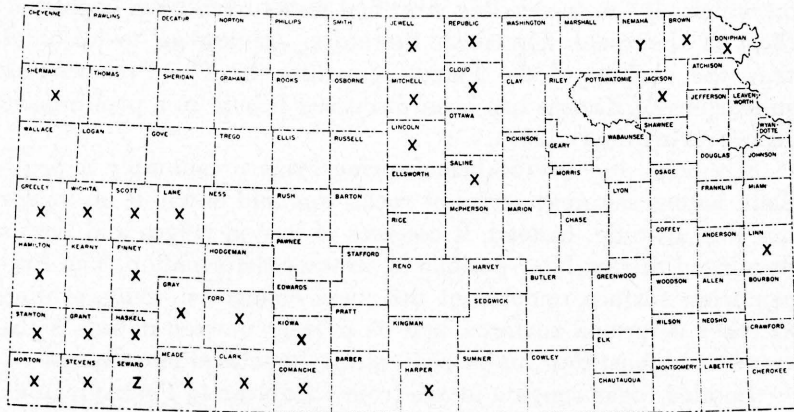 CHEYENNE RAWLINS DECATUR NORTON PHILLIPS SMITH JEWELL REPUBLIC WASHINGTON MARSHALL NEMAHA BROWN DONIPHAN
X X Y X X
ATCHISON
SHERMAN THOMAS SHERIDAN GRAHAM ROOKS OSBORNE MITCHELL CLOUD CLAY RILEY POTTAWATOMIE JACKSON
X X X X
JEFFERSON LEAVEN-WORTH
OTTAWA
WALLACE LOGAN GOVE TREGO ELLIS RUSSELL LINCOLN DICKINSON GEARY WABAUNSEE SHAWNEE WYAN-DOTTE
X
DOUGLAS JOHNSON
ELLSWORTH SALINE MORRIS OSAGE
X
GREELEY WICHITA SCOTT LANE NESS RUSH BARTON LYON FRANKLIN MIAMI
X X X X
RICE McPHERSON MARION CHASE
HAMILTON KEARNY FINNEY HODGEMAN PAWNEE STAFFORD COFFEY ANDERSON LINN
X X X
RENO HARVEY BUTLER GREENWOOD
GRAY FORD EDWARDS WOODSON ALLEN BOURBON
X X
SEDGWICK
STANTON GRANT HASKELL KIOWA PRATT KINGMAN WILSON NEOSHO CRAWFORD
X X X X
ELK
MORTON STEVENS SEWARD MEADE CLARK COMANCHE BARBER HARPER SUMNER COWLEY MONTGOMERY LABETTE CHEROKEE
X X Z X X X X
CHAUTAUQUA